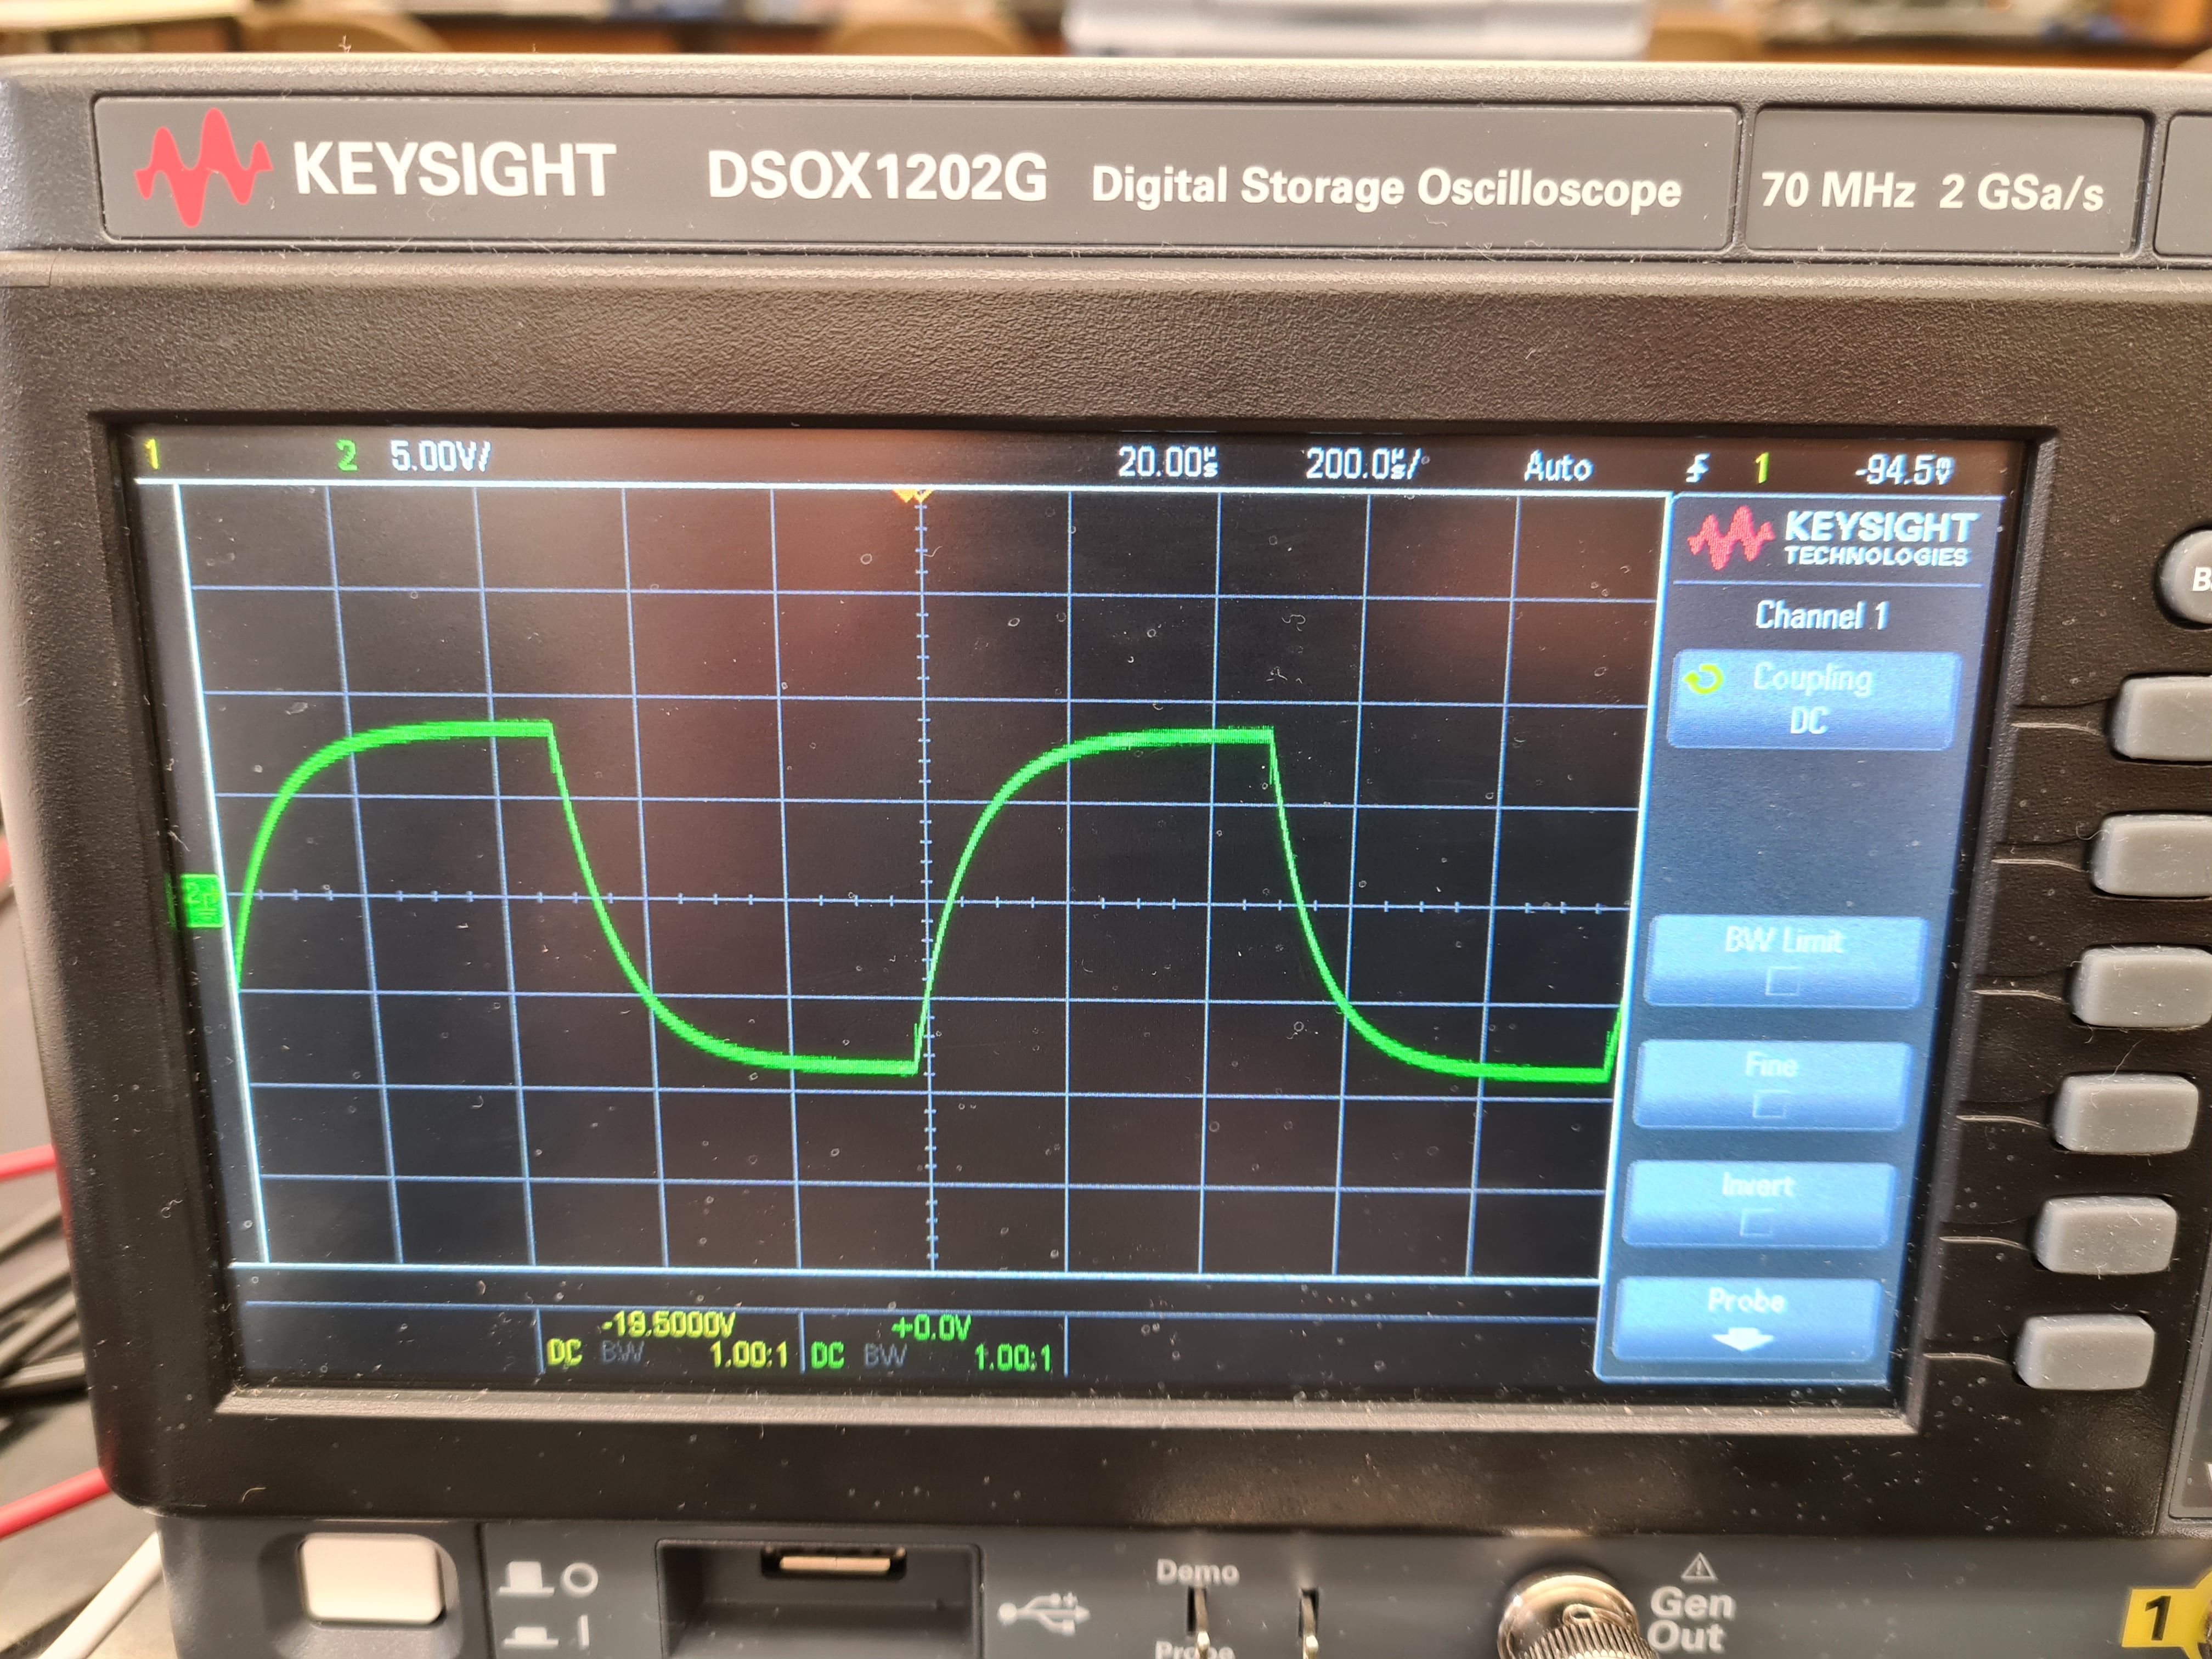 KEYSIGHT DSOX1202G Digital Storage Oscilloscope 70 MHz 2 GSa/s
1 2 5.00V/ 20.00µs 200.0µs/ Auto 1 -94.5V
KEYSIGHT
TECHNOLOGIES
Channel 1
Coupling
DC
BW Limit
Fine
Invert
Probe
-19.5000V +0.0V
DC BW 1.00:1 DC BW 1.00:1
Demo
Probe
Gen
Out
1